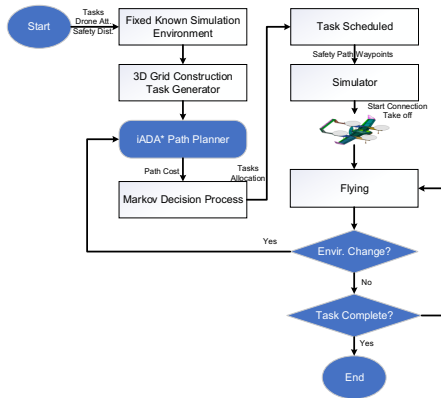 Start
Tasks
Drone Att.
Safety Dist.
Fixed Known Simulation
Environment
3D Grid Construction
Task Generator
iADA* Path Planner
Path Cost
Tasks
Allocation
Markov Decision Process
Task Scheduled
Safety Path Waypoints
Simulator
Start Connection
Take off
Flying
Yes
Envir. Change?
No
Task Complete?
Yes
End